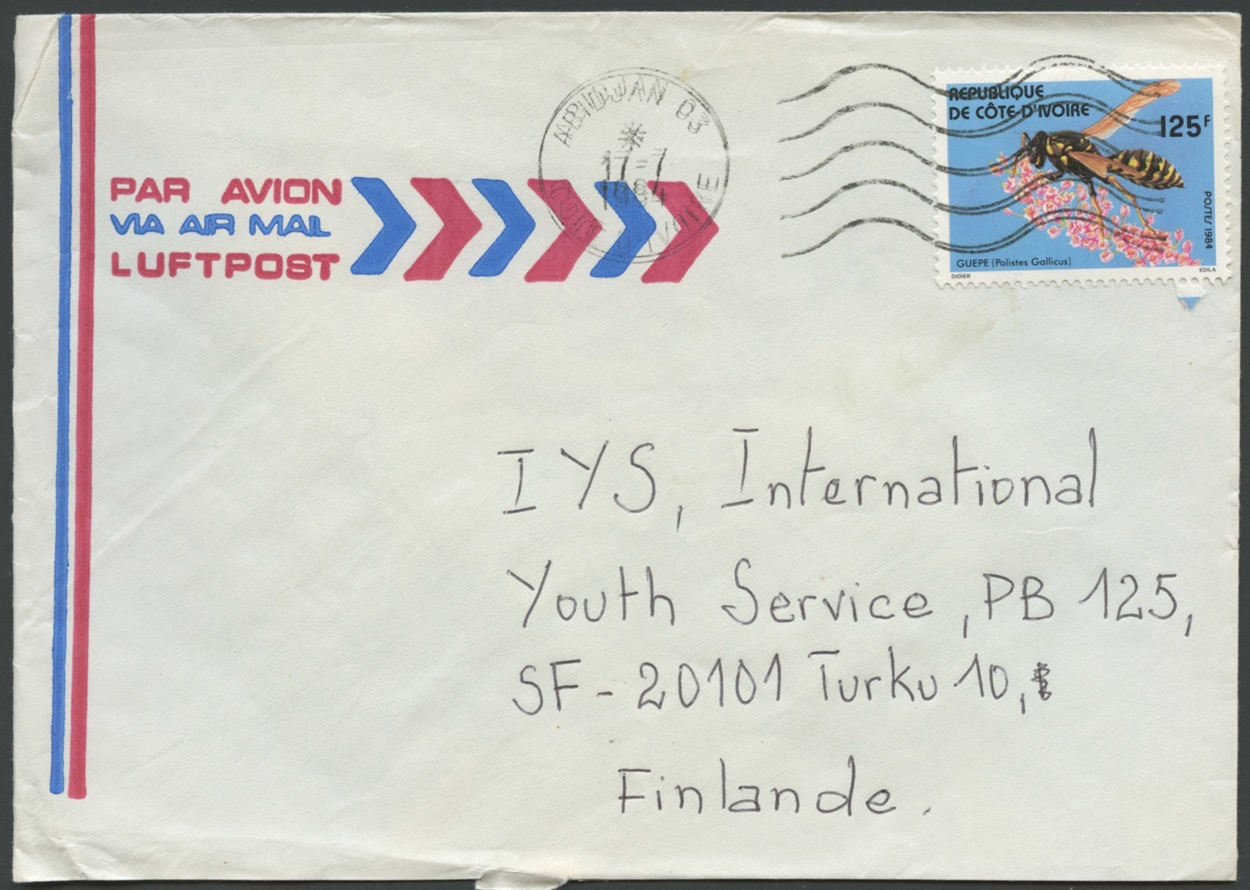 PAR AVION
VIA AIR MAIL
LUFTPOST
ABIDJAN 03
17-7
1984
REPUBLIQUE
DE CÔTE-D'IVOIRE
125F
POSTES 1984
GUEPE (Polistes Gallicus)
DIDIER
EDILA
IYS, International
Youth Service, PB 125,
SF-20101 Turku 10,
Finlande.